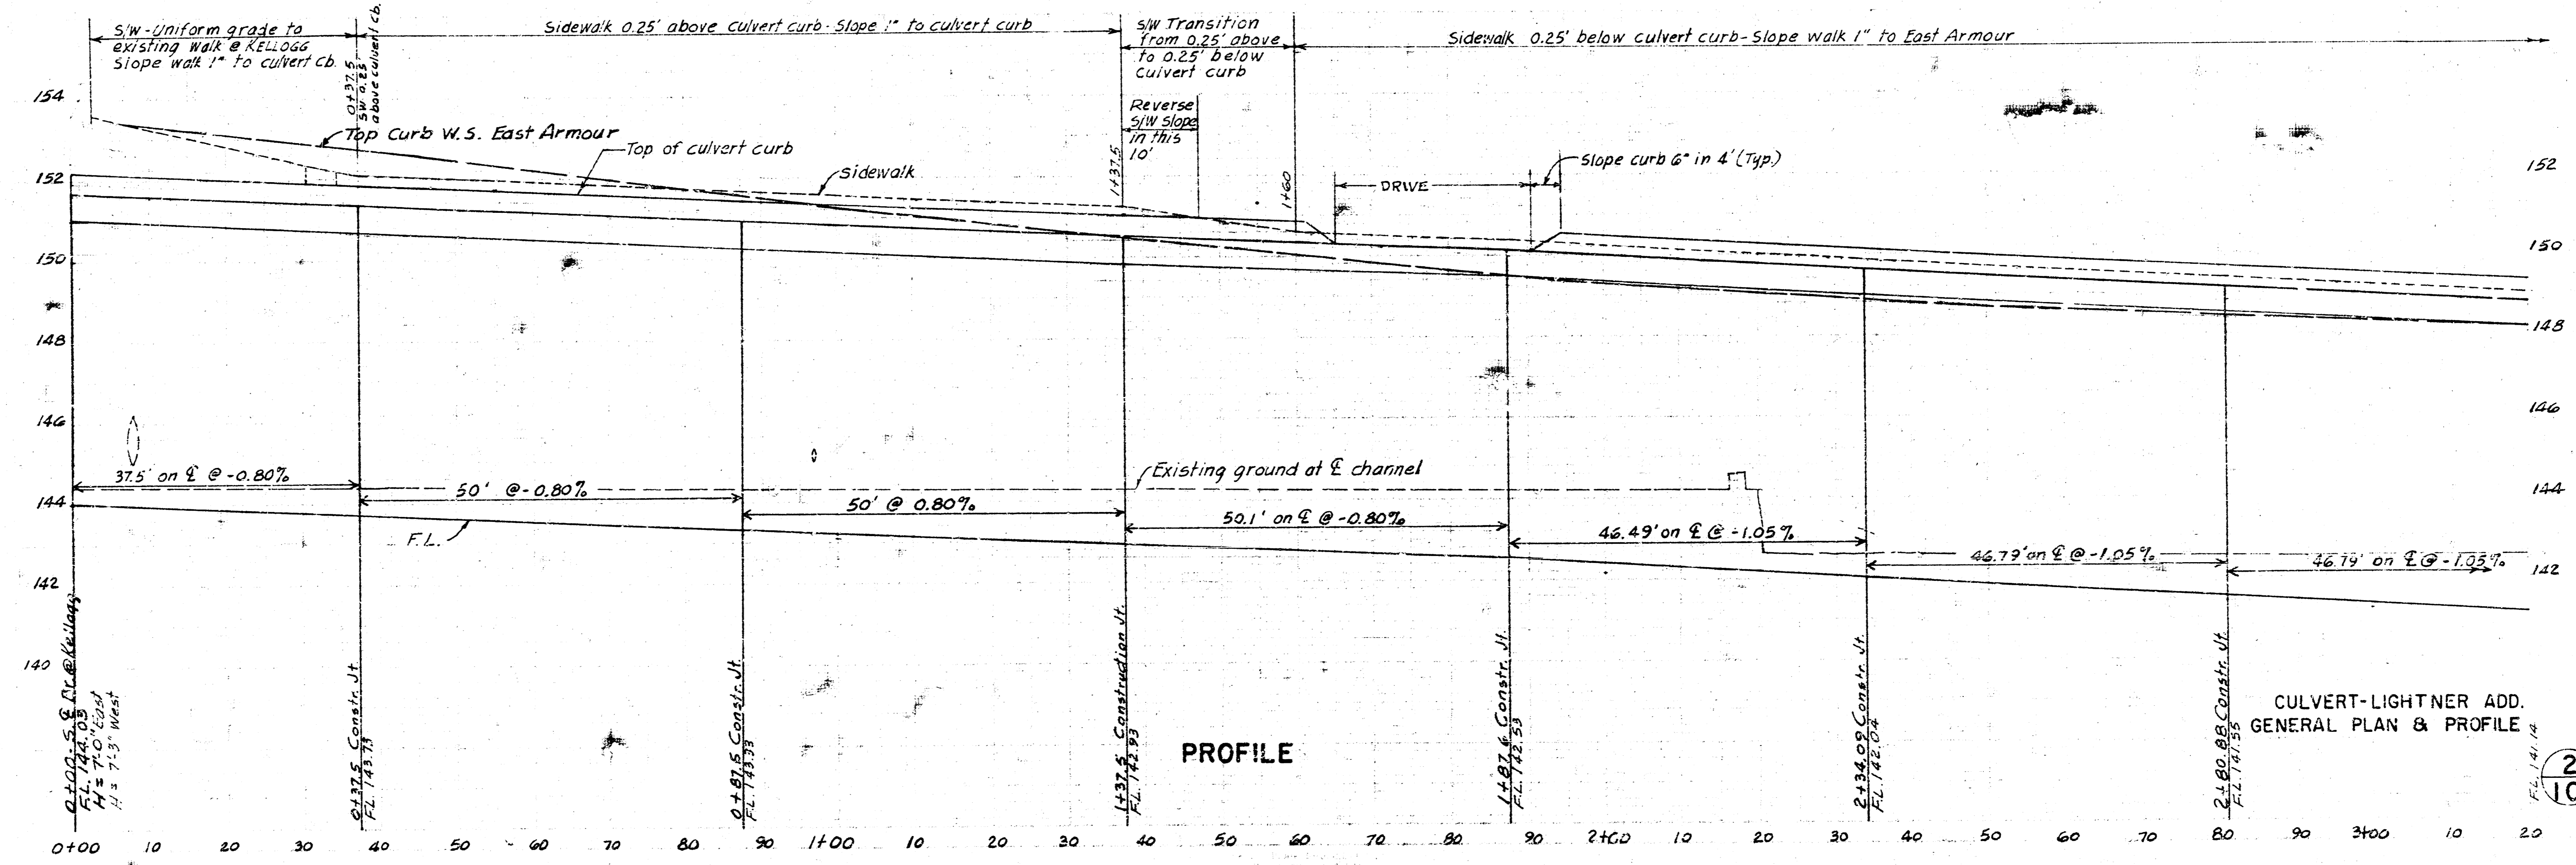 S/W-Uniform grade to
existing walk @ KELLOGG
Slope walk 1" to culvert cb.
0+37.5
S/W 0.25'
above culvert cb.
Sidewalk 0.25' above culvert curb-Slope 1" to culvert curb
S/W Transition
from 0.25' above
to 0.25' below
Culvert curb
Sidewalk 0.25' below culvert curb-Slope walk 1" to East Armour
Reverse
S/W Slope
in this
10'
1+37.5
1+60
Top Curb W.S. East Armour
Top of culvert curb
sidewalk
DRIVE
Slope curb 6" in 4' (Typ.)
154
152
150
148
146
144
142
140
152
150
148
146
144
142
37.5' on ℄ @ -0.80%
50' @ -0.80%
50' @ 0.80%
50.1' on ℄ @ -0.80%
46.49' on ℄ @ -1.05%
46.79' on ℄ @ -1.05%
46.79' on ℄ @ -1.05%
Existing ground at ℄ channel
F.L.
0+00-S.℄ Dr. @ Kellogg
F.L. 144.03
H = 7'-0" East
H = 7'-3" West
0+37.5 Constr. Jt.
F.L. 143.73
0+87.5 Constr. Jt.
F.L. 143.33
1+37.5 Construction Jt.
F.L. 142.93
1+87.6 Constr. Jt.
F.L. 142.53
2+34.09 Constr. Jt.
F.L. 142.04
2+80.88 Constr. Jt.
F.L. 141.55
F.L. 141.14
PROFILE
CULVERT-LIGHTNER ADD.
GENERAL PLAN & PROFILE
2
10
0+00 10 20 30 40 50 60 70 80 90 1+00 10 20 30 40 50 60 70 80 90 2+00 10 20 30 40 50 60 70 80 90 3+00 10 20